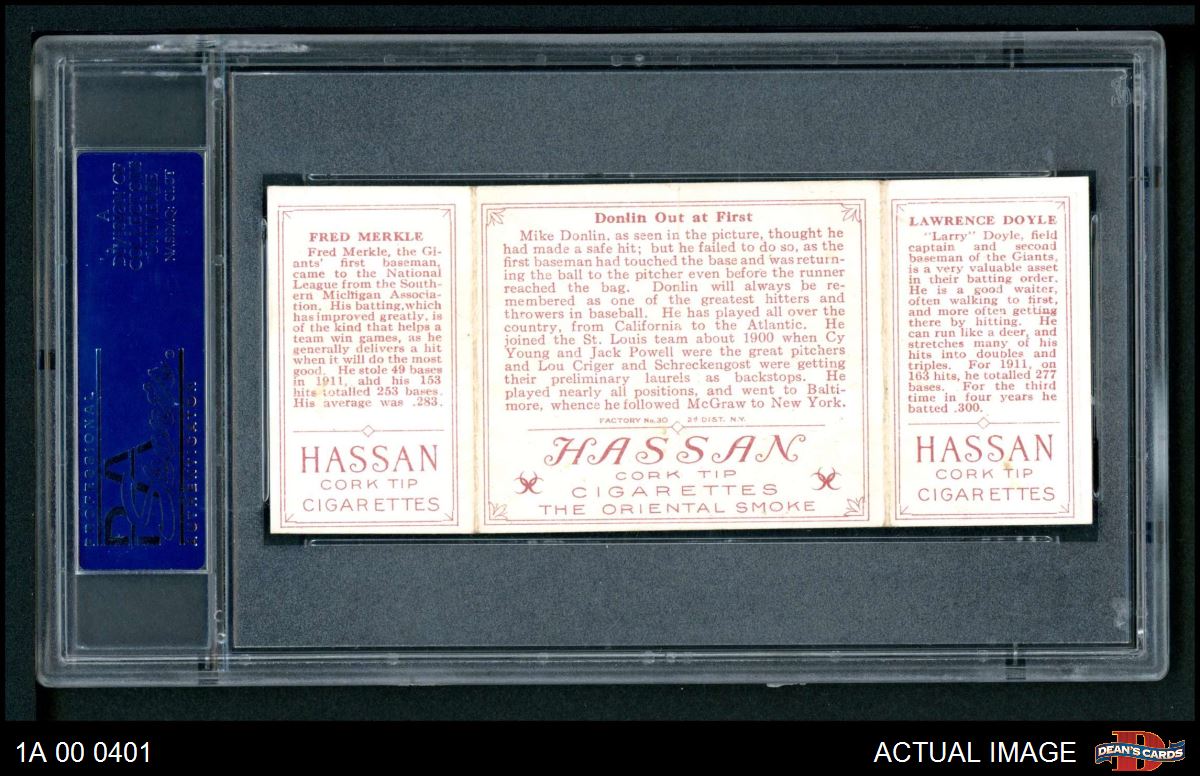 A
DIVISION OF
COLLECTORS
UNIVERSE
NASDAQ: CLCT
PROFESSIONAL
PSA
AUTHENTICATOR
FRED MERKLE
Fred Merkle, the Gi-
ants' first baseman,
came to the National
League from the South-
ern Michigan Associa-
tion. His batting, which
has improved greatly, is
of the kind that helps a
team win games, as he
generally delivers a hit
when it will do the most
good. He stole 49 bases
in 1911, ahd his 153
hits totalled 253 bases.
His average was .283.
HASSAN
CORK TIP
CIGARETTES
Donlin Out at First
Mike Donlin, as seen in the picture, thought he
had made a safe hit; but he failed to do so, as the
first baseman had touched the base and was return-
ing the ball to the pitcher even before the runner
reached the bag. Donlin will always be re-
membered as one of the greatest hitters and
throwers in baseball. He has played all over the
country, from California to the Atlantic. He
joined the St. Louis team about 1900 when Cy
Young and Jack Powell were the great pitchers
and Lou Criger and Schreckengost were getting
their preliminary laurels as backstops. He
played nearly all positions, and went to Balti-
more, whence he followed McGraw to New York.
FACTORY No. 30 2d DIST. N.Y.
HASSAN
CORK TIP
CIGARETTES
THE ORIENTAL SMOKE
LAWRENCE DOYLE
"Larry" Doyle, field
captain and second
baseman of the Giants,
is a very valuable asset
in their batting order.
He is a good waiter,
often walking to first,
and more often getting
there by hitting. He
can run like a deer, and
stretches many of his
hits into doubles and
triples. For 1911, on
163 hits, he totalled 277
bases. For the third
time in four years he
batted .300.
HASSAN
CORK TIP
CIGARETTES
1A 00 0401
ACTUAL IMAGE
DEAN'S CARDS